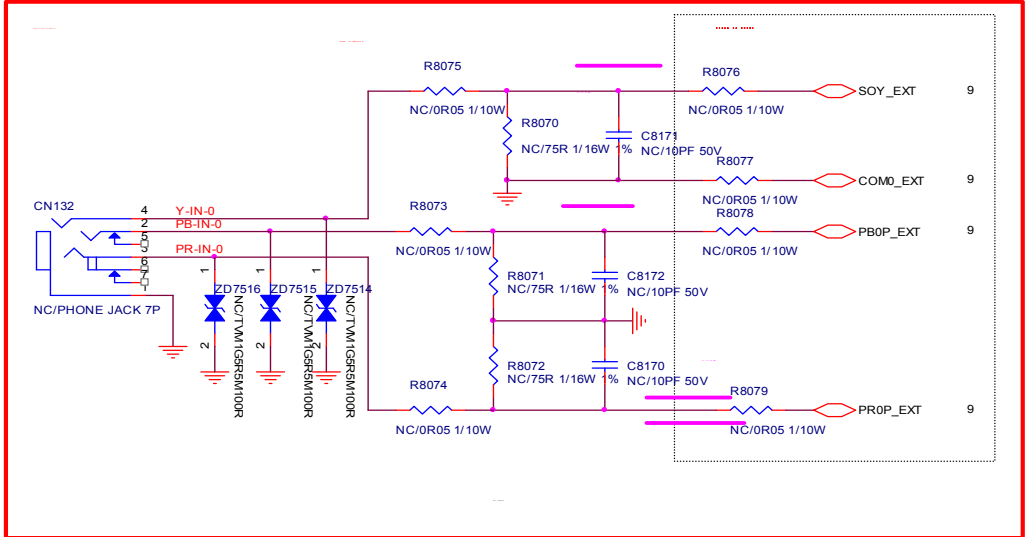 R8075
NC/0R05 1/10W
R8076
NC/0R05 1/10W
SOY_EXT 9
R8070
NC/75R 1/16W 1%
C8171
NC/10PF 50V
R8077
NC/0R05 1/10W
COM0_EXT 9
CN132
4
Y-IN-0
2
PB-IN-0
5
3
PR-IN-0
6
7
1
NC/PHONE JACK 7P
R8073
NC/0R05 1/10W
R8078
NC/0R05 1/10W
PB0P_EXT 9
1
ZD7516
2
NC/TVM1G5R5M100R
1
ZD7515
2
NC/TVM1G5R5M100R
1
ZD7514
2
NC/TVM1G5R5M100R
R8071
NC/75R 1/16W 1%
C8172
NC/10PF 50V
R8072
NC/75R 1/16W 1%
C8170
NC/10PF 50V
R8074
NC/0R05 1/10W
R8079
NC/0R05 1/10W
PR0P_EXT 9